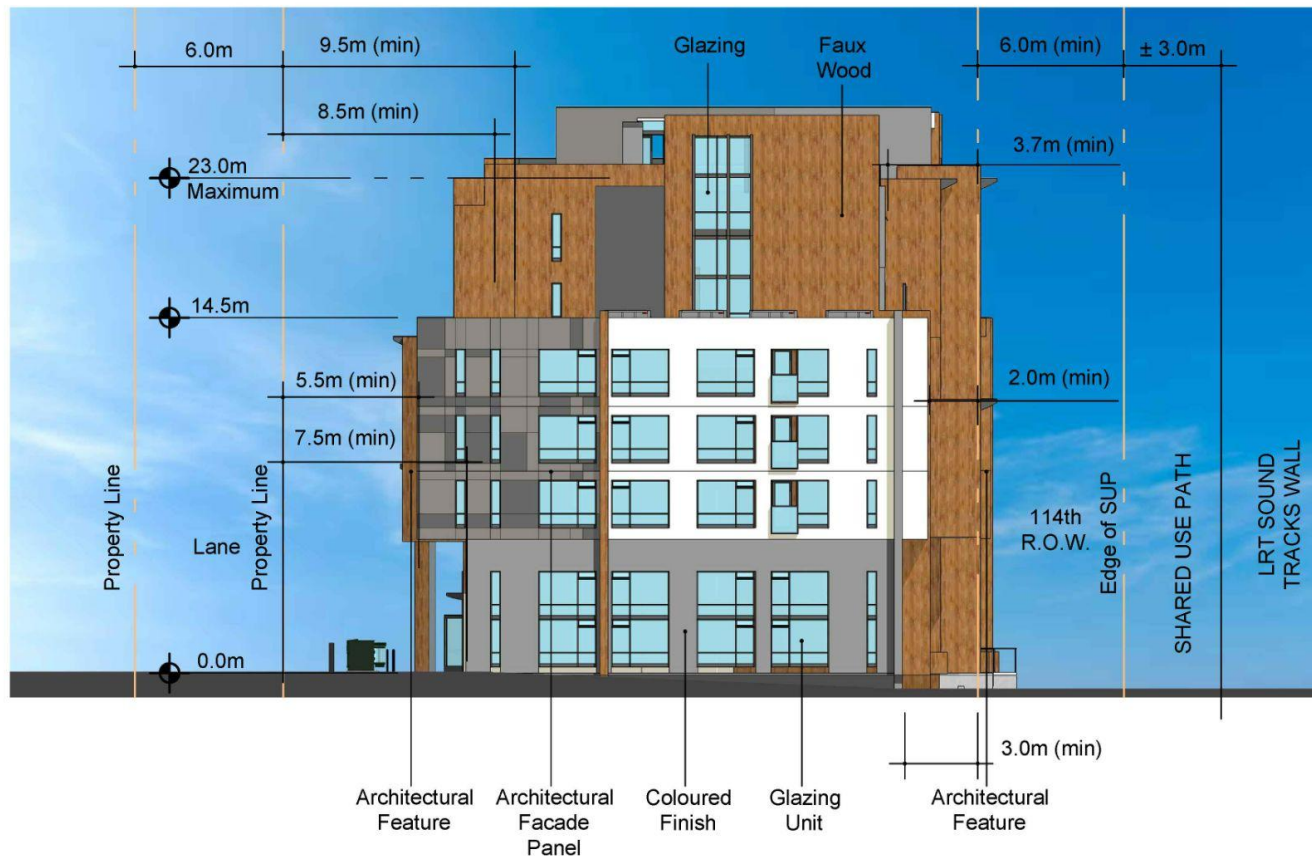 6.0m
9.5m (min)
Glazing
Faux
Wood
6.0m (min)
± 3.0m
8.5m (min)
3.7m (min)
23.0m
Maximum
14.5m
5.5m (min)
2.0m (min)
7.5m (min)
Property Line
Lane
Property Line
114th
R.O.W.
Edge of SUP
SHARED USE PATH
LRT SOUND
TRACKS WALL
0.0m
3.0m (min)
Architectural
Feature
Architectural
Facade
Panel
Coloured
Finish
Glazing
Unit
Architectural
Feature